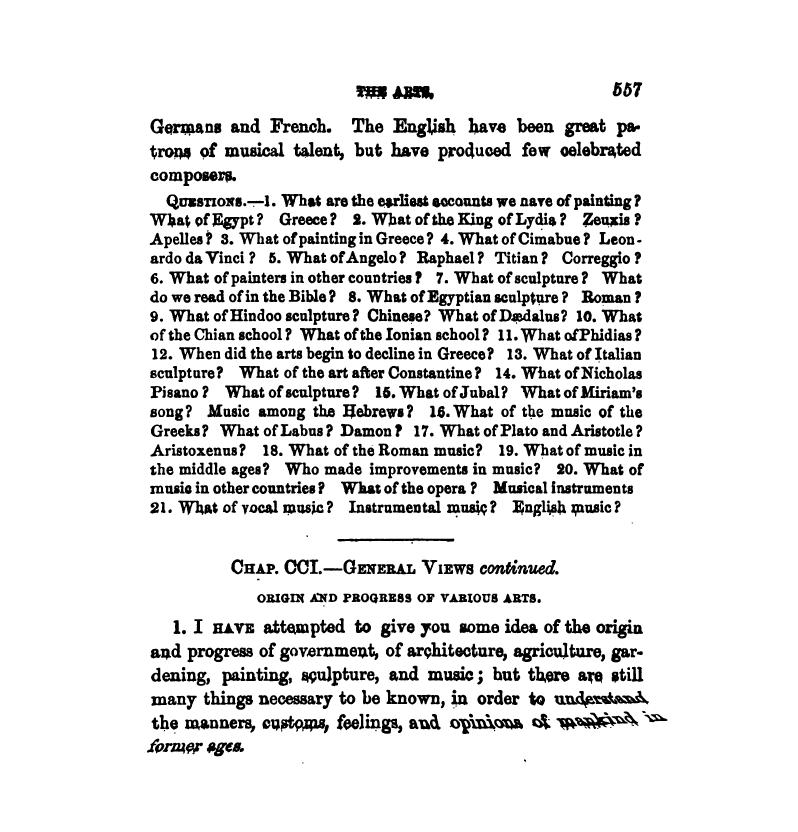 THE ARTS. 557
Germans and French. The English have been great pa-
trons of musical talent, but have produced few celebrated
composers.
QUESTIONS.—1. What are the earliest accounts we nave of painting?
What of Egypt? Greece? 2. What of the King of Lydia? Zeuxis?
Apelles? 3. What of painting in Greece? 4. What of Cimabue? Leon-
ardo da Vinci? 5. What of Angelo? Raphael? Titian? Correggio?
6. What of painters in other countries? 7. What of sculpture? What
do we read of in the Bible? 8. What of Egyptian sculpture? Roman?
9. What of Hindoo sculpture? Chinese? What of Dædalus? 10. What
of the Chian school? What of the Ionian school? 11. What of Phidias?
12. When did the arts begin to decline in Greece? 13. What of Italian
sculpture? What of the art after Constantine? 14. What of Nicholas
Pisano? What of sculpture? 15. What of Jubal? What of Miriam's
song? Music among the Hebrews? 16. What of the music of the
Greeks? What of Labus? Damon? 17. What of Plato and Aristotle?
Aristoxenus? 18. What of the Roman music? 19. What of music in
the middle ages? Who made improvements in music? 20. What of
music in other countries? What of the opera? Musical instruments
21. What of vocal music? Instrumental music? English music?
CHAP. CCI.—GENERAL VIEWS continued.
ORIGIN AND PROGRESS OF VARIOUS ARTS.
1. I HAVE attempted to give you some idea of the origin
and progress of government, of architecture, agriculture, gar-
dening, painting, sculpture, and music; but there are still
many things necessary to be known, in order to understand
the manners, customs, feelings, and opinions of mankind in
former ages.